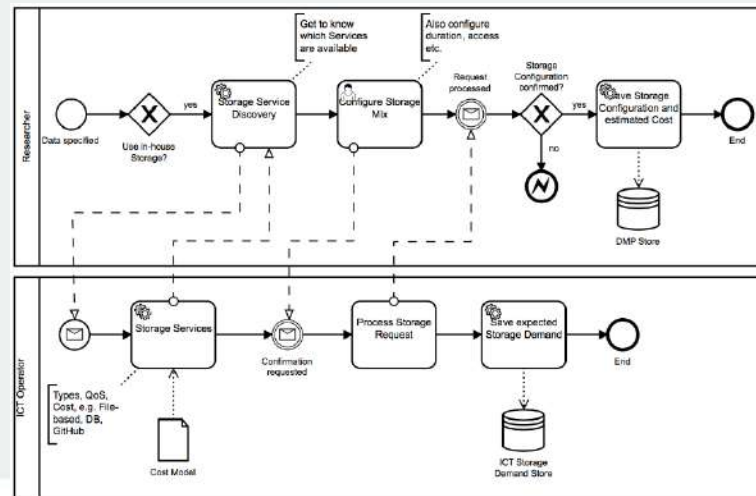 Get to know
which Services
are available
Also configure
duration, access
etc.
Researcher
Data specified
Use in-house
Storage?
yes
Storage Service
Discovery
Configure Storage
Mix
Request
processed
Storage
Configuration
confirmed?
yes
no
Save Storage
Configuration and
estimated Cost
End
DMP Store
ICT Operator
Storage Services
Confirmation
requested
Process Storage
Request
Save expected
Storage Demand
End
Types, QoS,
Cost, e.g. File-
based, DB,
GitHub
Cost Model
ICT Storage
Demand Store